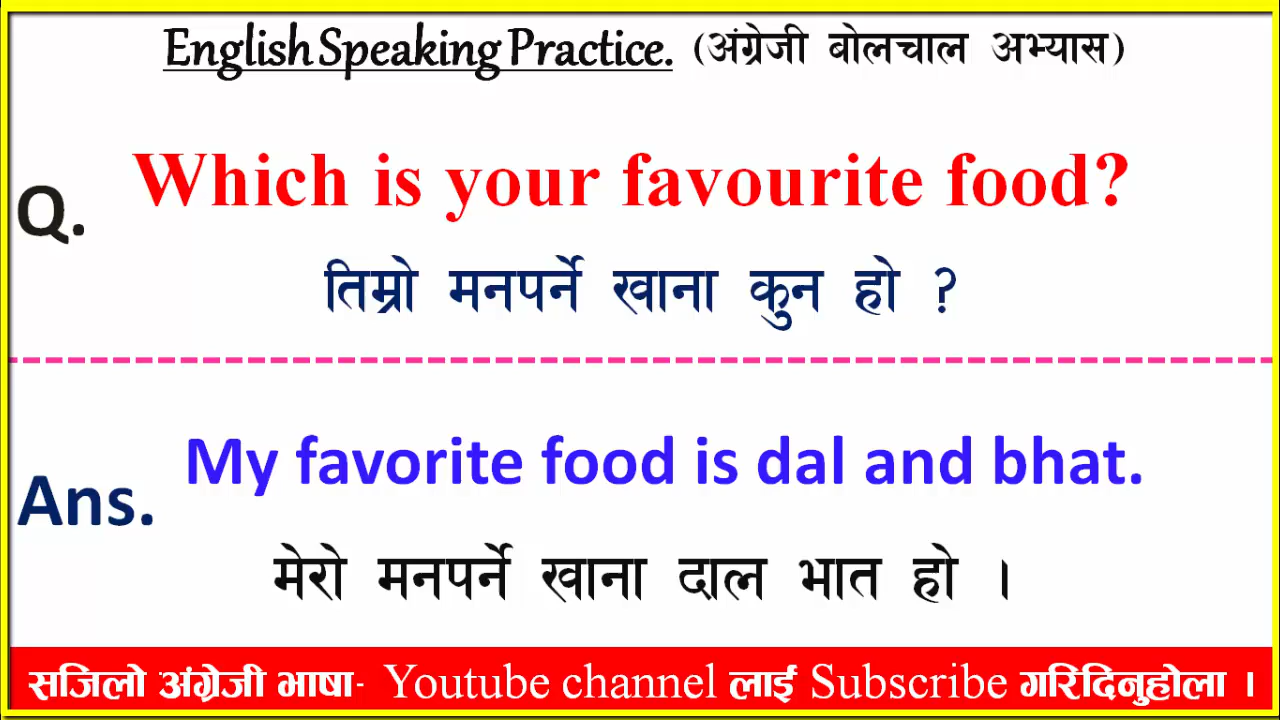 English Speaking Practice. (अंग्रेजी बोलचाल अभ्यास)
Q. Which is your favourite food?
तिम्रो मनपर्ने खाना कुन हो ?
Ans. My favorite food is dal and bhat.
मेरो मनपर्ने खाना दाल भात हो ।
सजिलो अंग्रेजी भाषा- Youtube channel लाई Subscribe गरिदिनुहोला ।